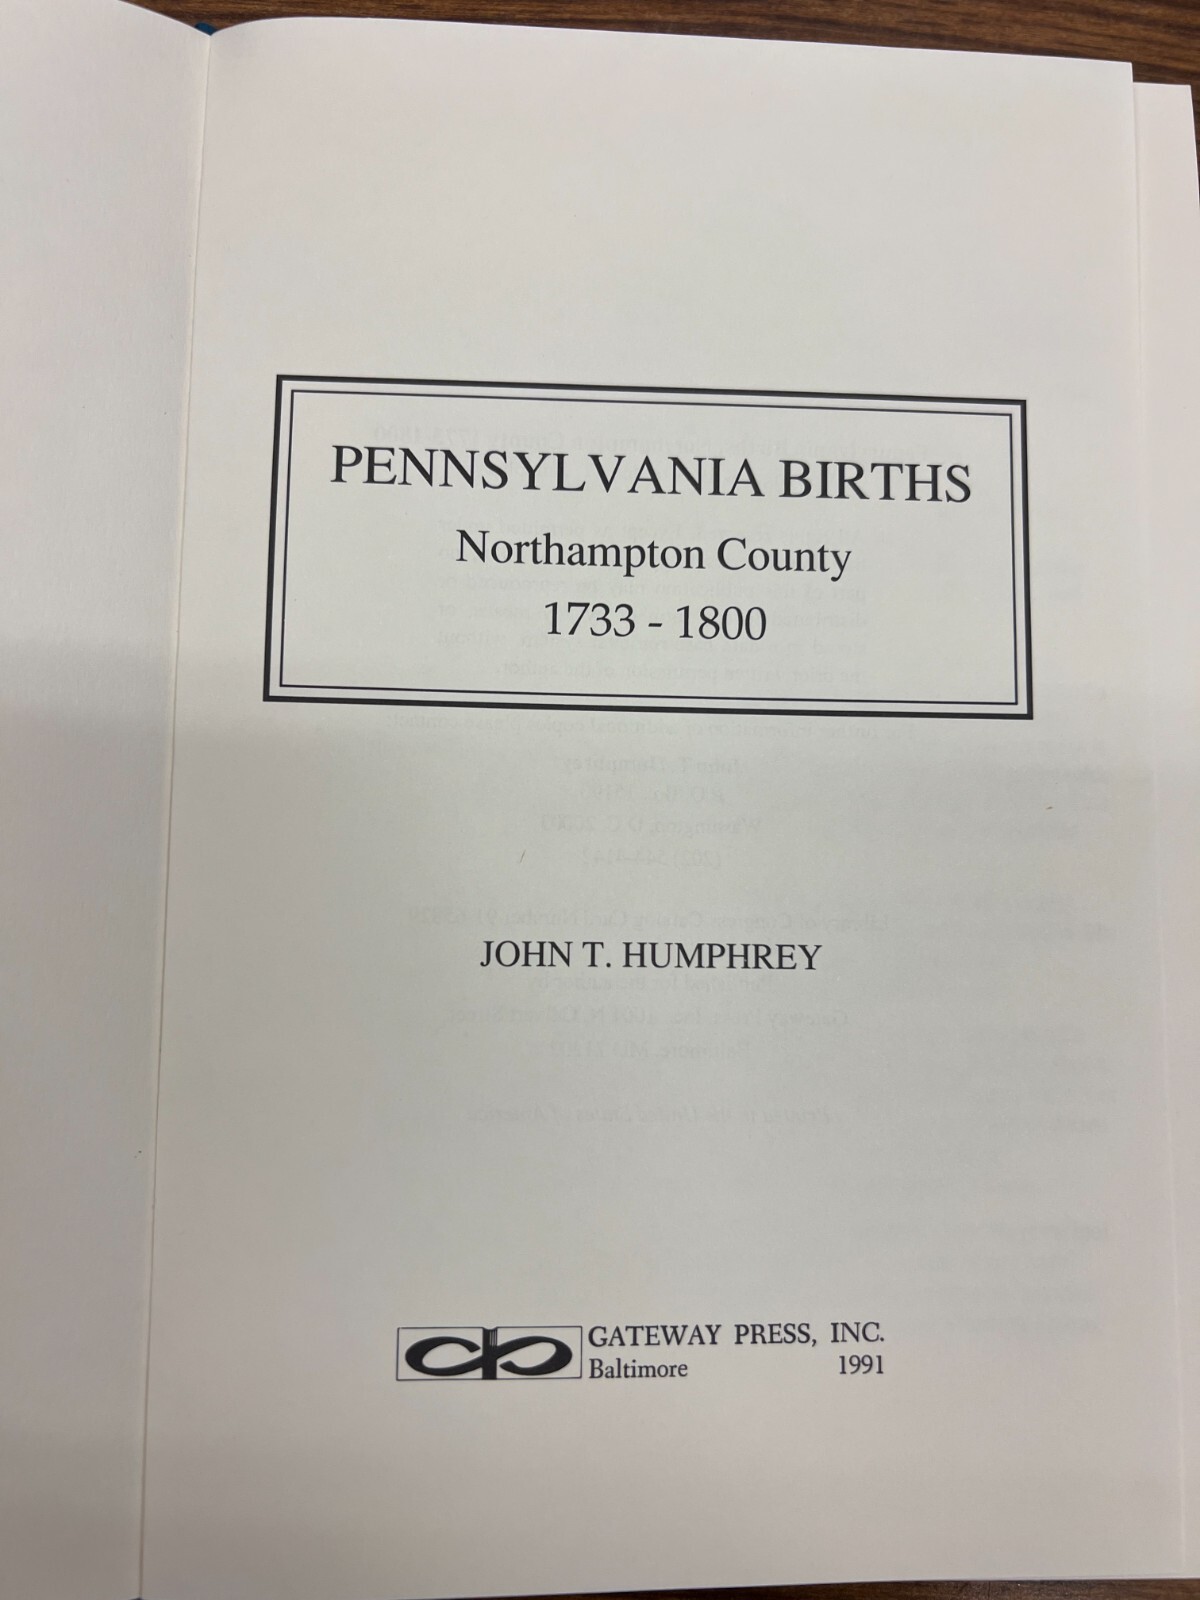 PENNSYLVANIA BIRTHS
Northampton County
1733 - 1800
JOHN T. HUMPHREY
GATEWAY PRESS, INC.
Baltimore 1991